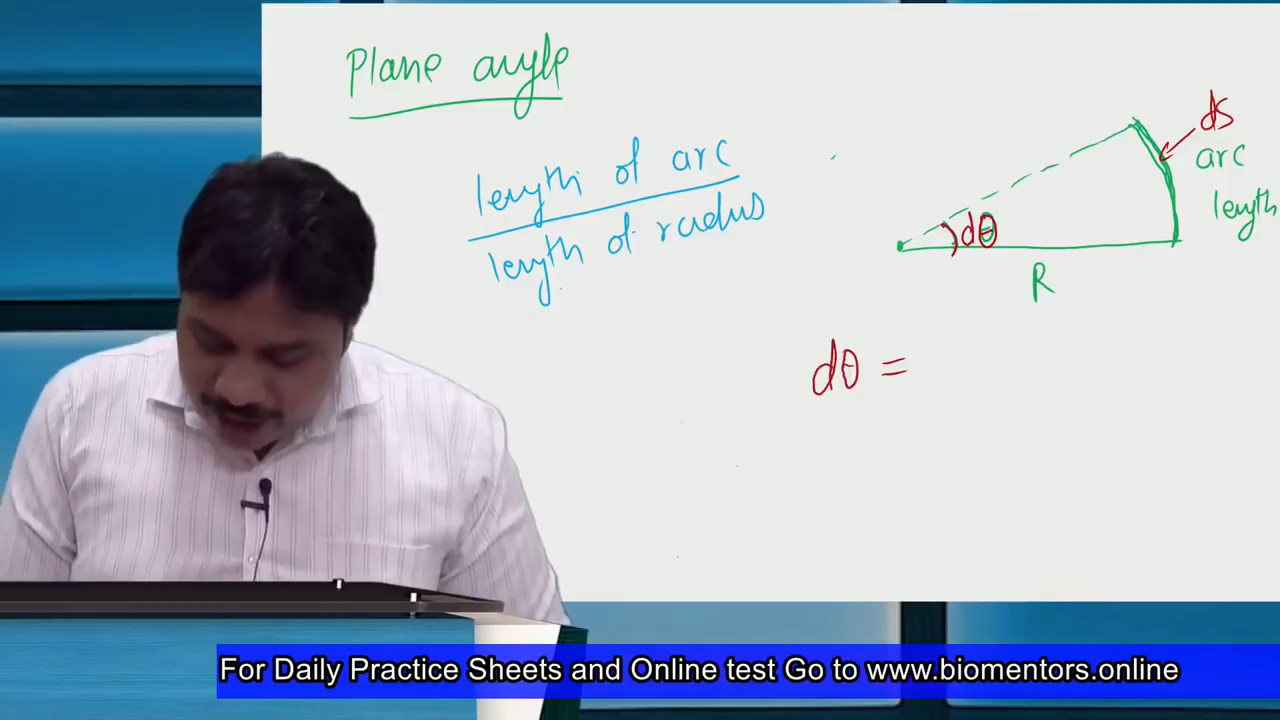 Plane angle
length of arc
length of radius
ds
arc
length
dθ
R
dθ =
For Daily Practice Sheets and Online test Go to www.biomentors.online